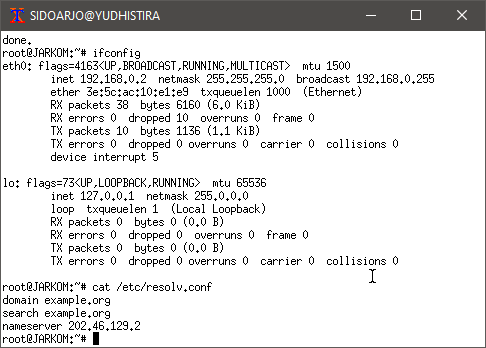 SIDOARJO@YUDHISTIRA
done.
root@JARKOM:~# ifconfig
eth0: flags=4163<UP,BROADCAST,RUNNING,MULTICAST>  mtu 1500
        inet 192.168.0.2  netmask 255.255.255.0  broadcast 192.168.0.255
        ether 3e:5c:ac:10:e1:e9  txqueuelen 1000  (Ethernet)
        RX packets 38  bytes 6160 (6.0 KiB)
        RX errors 0  dropped 10  overruns 0  frame 0
        TX packets 10  bytes 1136 (1.1 KiB)
        TX errors 0  dropped 0 overruns 0  carrier 0  collisions 0
        device interrupt 5

lo: flags=73<UP,LOOPBACK,RUNNING>  mtu 65536
        inet 127.0.0.1  netmask 255.0.0.0
        loop  txqueuelen 1  (Local Loopback)
        RX packets 0  bytes 0 (0.0 B)
        RX errors 0  dropped 0  overruns 0  frame 0
        TX packets 0  bytes 0 (0.0 B)
        TX errors 0  dropped 0 overruns 0  carrier 0  collisions 0

root@JARKOM:~# cat /etc/resolv.conf
domain example.org
search example.org
nameserver 202.46.129.2
root@JARKOM:~#